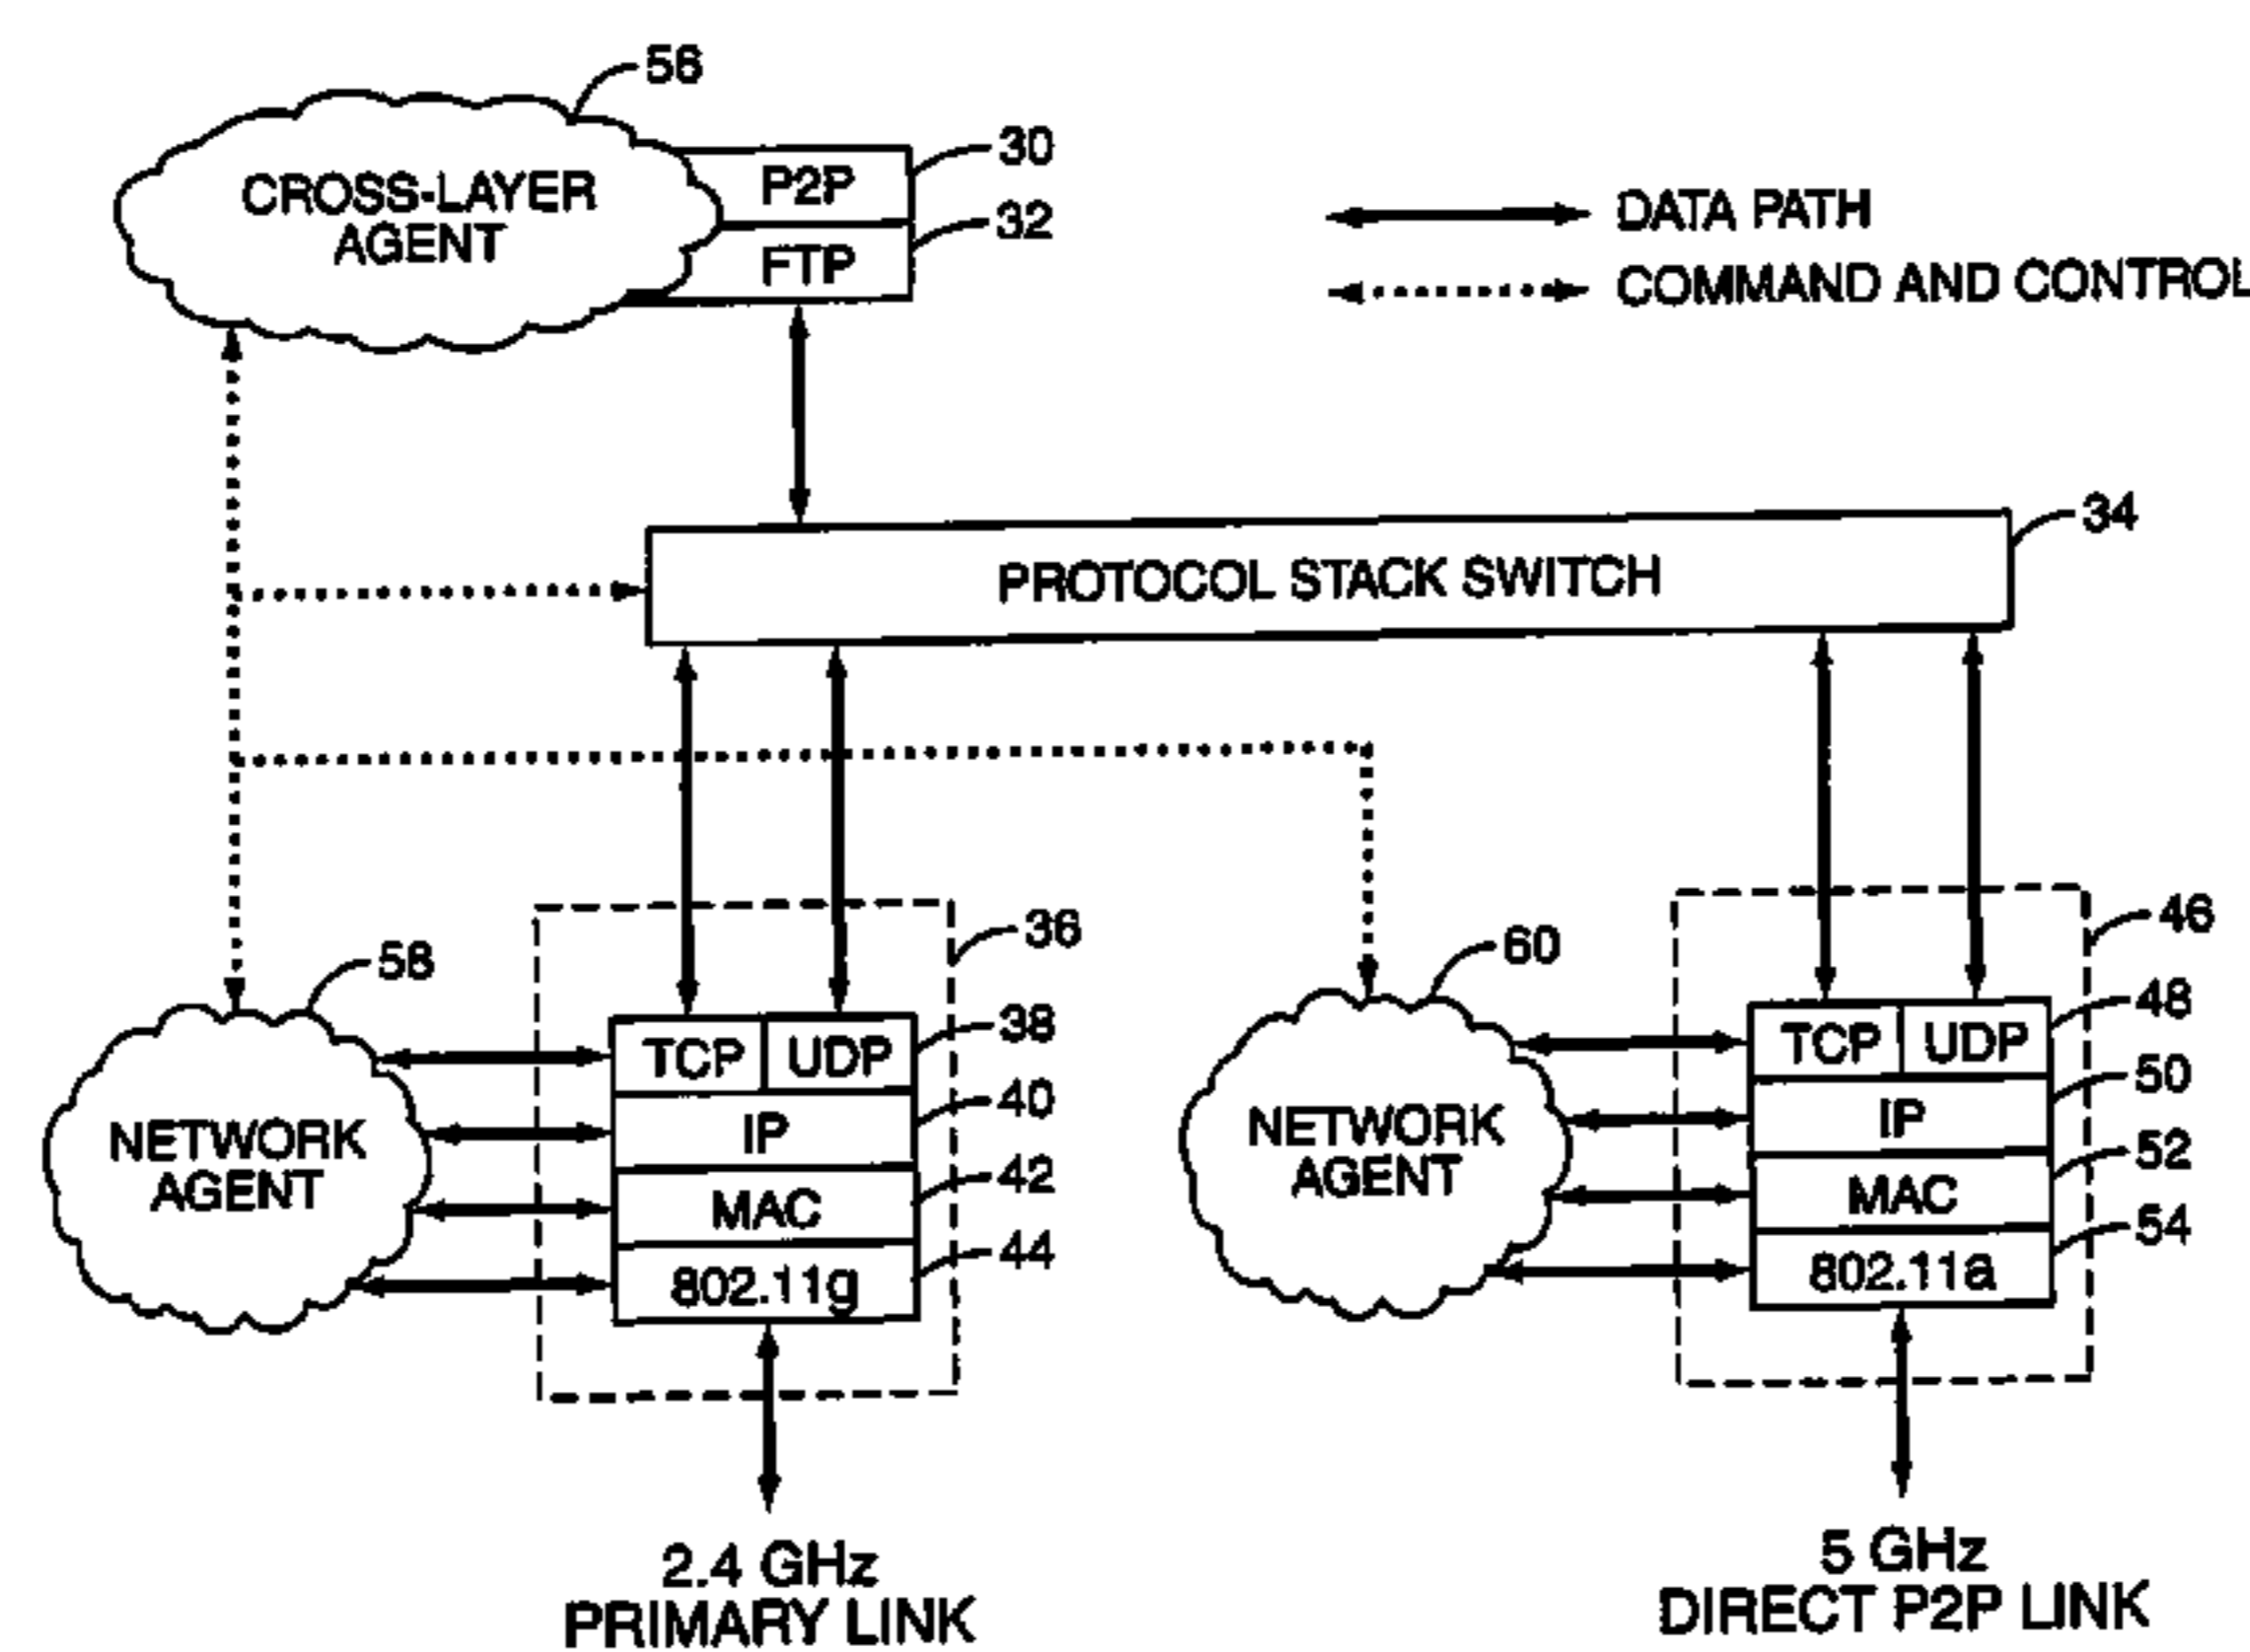 56
CROSS-LAYER
AGENT
P2P
30
FTP
32
DATA PATH
COMMAND AND CONTROL
PROTOCOL STACK SWITCH
34
36
46
58
60
TCP UDP
38
IP
40
MAC
42
802.11g
44
NETWORK
AGENT
NETWORK
AGENT
TCP UDP
48
IP
50
MAC
52
802.11a
54
2.4 GHz
PRIMARY LINK
5 GHz
DIRECT P2P LINK